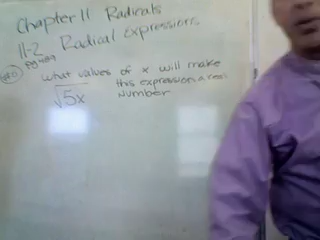 Chapter 11 Radicals
11-2 Radical Expressions
what values of x will make
this expression a real
number
√5x